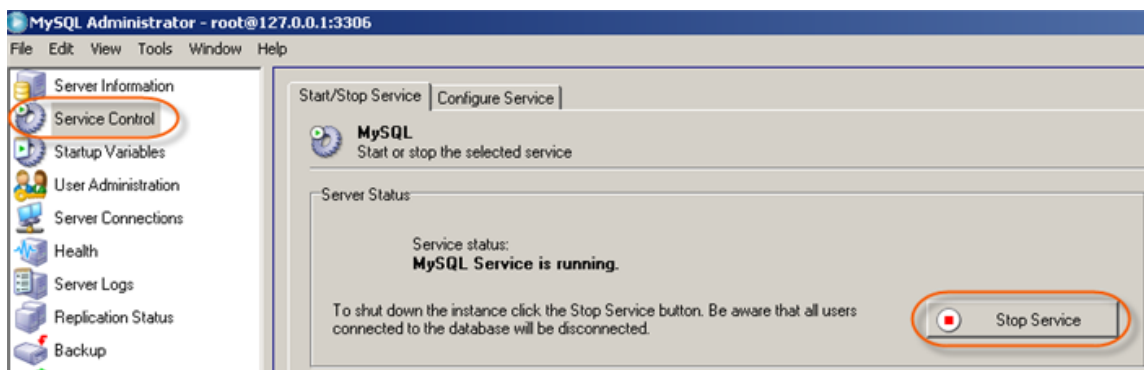 MySQL Administrator - root@127.0.0.1:3306
File Edit View Tools Window Help
Server Information
Service Control
Startup Variables
User Administration
Server Connections
Health
Server Logs
Replication Status
Backup
Start/Stop Service
Configure Service
MySQL
Start or stop the selected service
Server Status
Service status:
MySQL Service is running.
To shut down the instance click the Stop Service button. Be aware that all users
connected to the database will be disconnected.
Stop Service